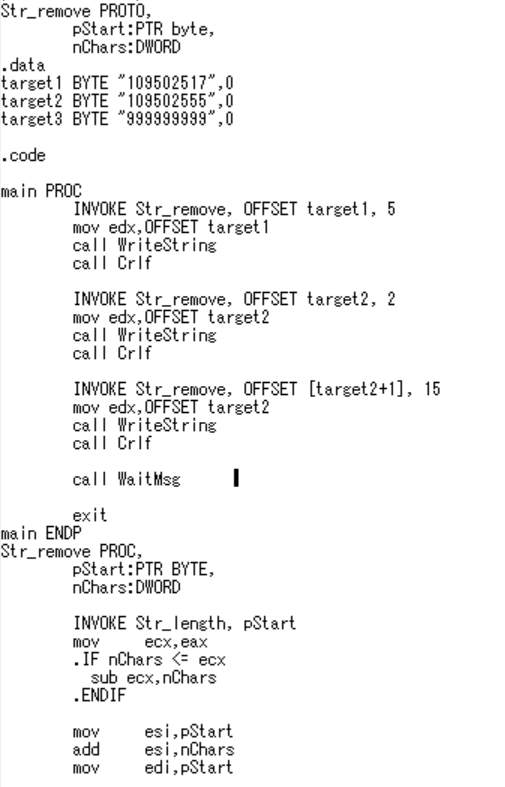 Str_remove PROTO,
pStart:PTR byte,
nChars:DWORD
.data
target1 BYTE "109502517",0
target2 BYTE "109502555",0
target3 BYTE "999999999",0
.code
main PROC
INVOKE Str_remove, OFFSET target1, 5
mov edx,OFFSET target1
call WriteString
call Crlf
INVOKE Str_remove, OFFSET target2, 2
mov edx,OFFSET target2
call WriteString
call Crlf
INVOKE Str_remove, OFFSET [target2+1], 15
mov edx,OFFSET target2
call WriteString
call Crlf
call WaitMsg
exit
main ENDP
Str_remove PROC,
pStart:PTR BYTE,
nChars:DWORD
INVOKE Str_length, pStart
mov ecx,eax
.IF nChars <= ecx
sub ecx,nChars
.ENDIF
mov esi,pStart
add esi,nChars
mov edi,pStart